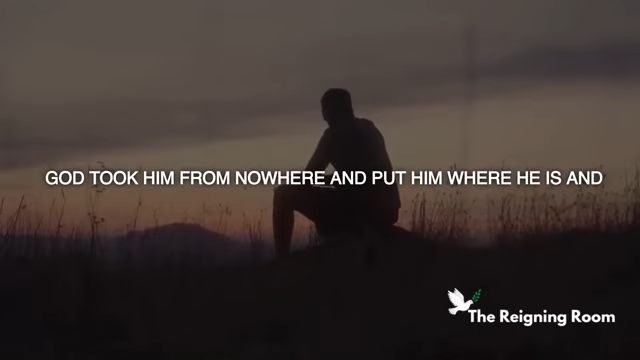 GOD TOOK HIM FROM NOWHERE AND PUT HIM WHERE HE IS AND
The Reigning Room